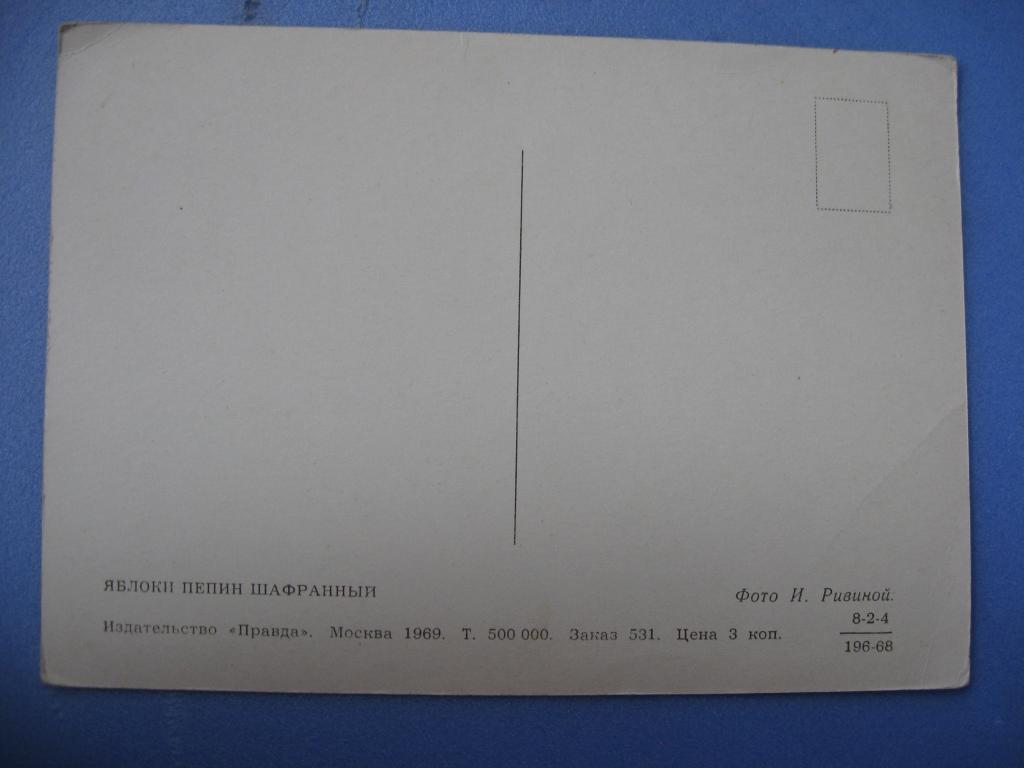 ЯБЛОКИ ПЕПИН ШАФРАННЫЙ
Фото И. Ривиной.
Издательство «Правда». Москва 1969. Т. 500 000. Заказ 531. Цена 3 коп.
8-2-4
196-68